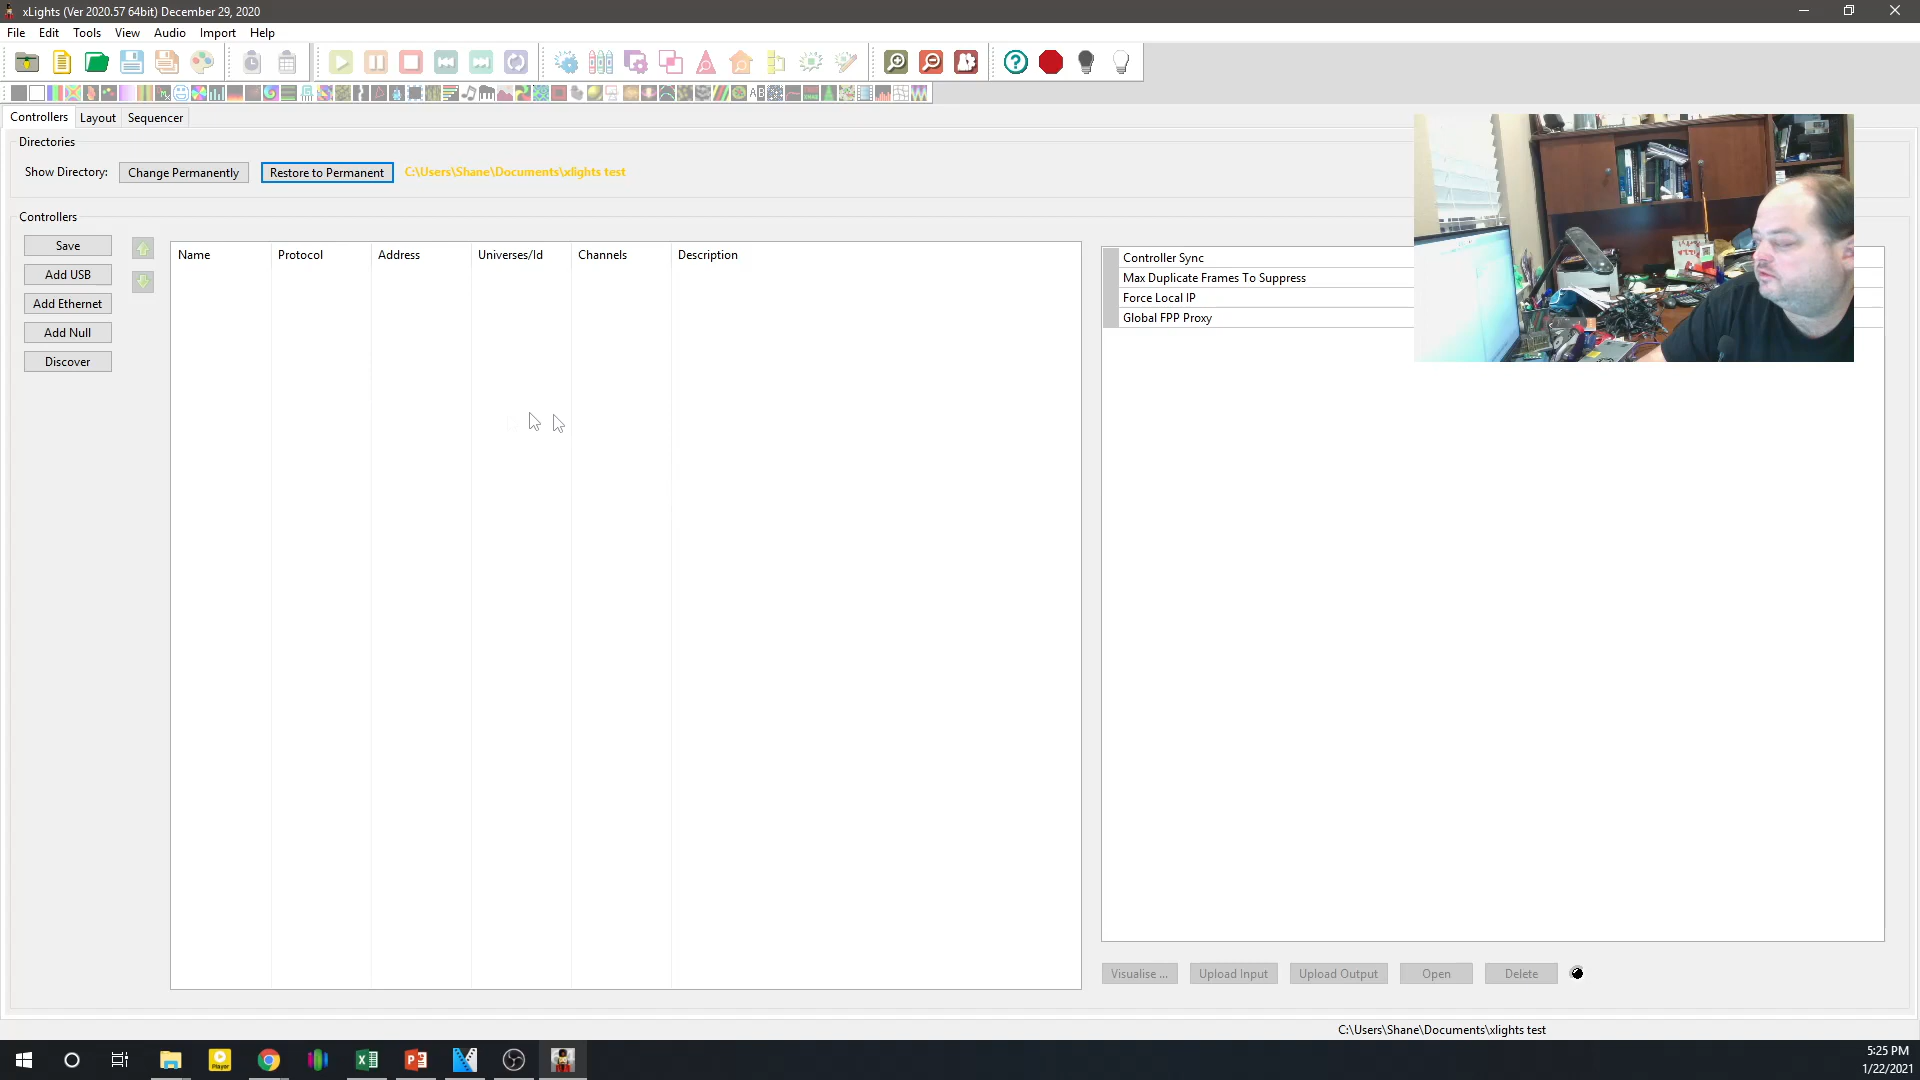 xLights (Ver 2020.57 64bit) December 29, 2020
File Edit Tools View Audio Import Help
Controllers Layout Sequencer
Directories
Show Directory: Change Permanently Restore to Permanent C:\Users\Shane\Documents\xlights test
Controllers
Save
Add USB
Add Ethernet
Add Null
Discover
Name Protocol Address Universes/Id Channels Description
Controller Sync
Max Duplicate Frames To Suppress
Force Local IP
Global FPP Proxy
Visualise ... Upload Input Upload Output Open Delete
C:\Users\Shane\Documents\xlights test
5:25 PM
1/22/2021